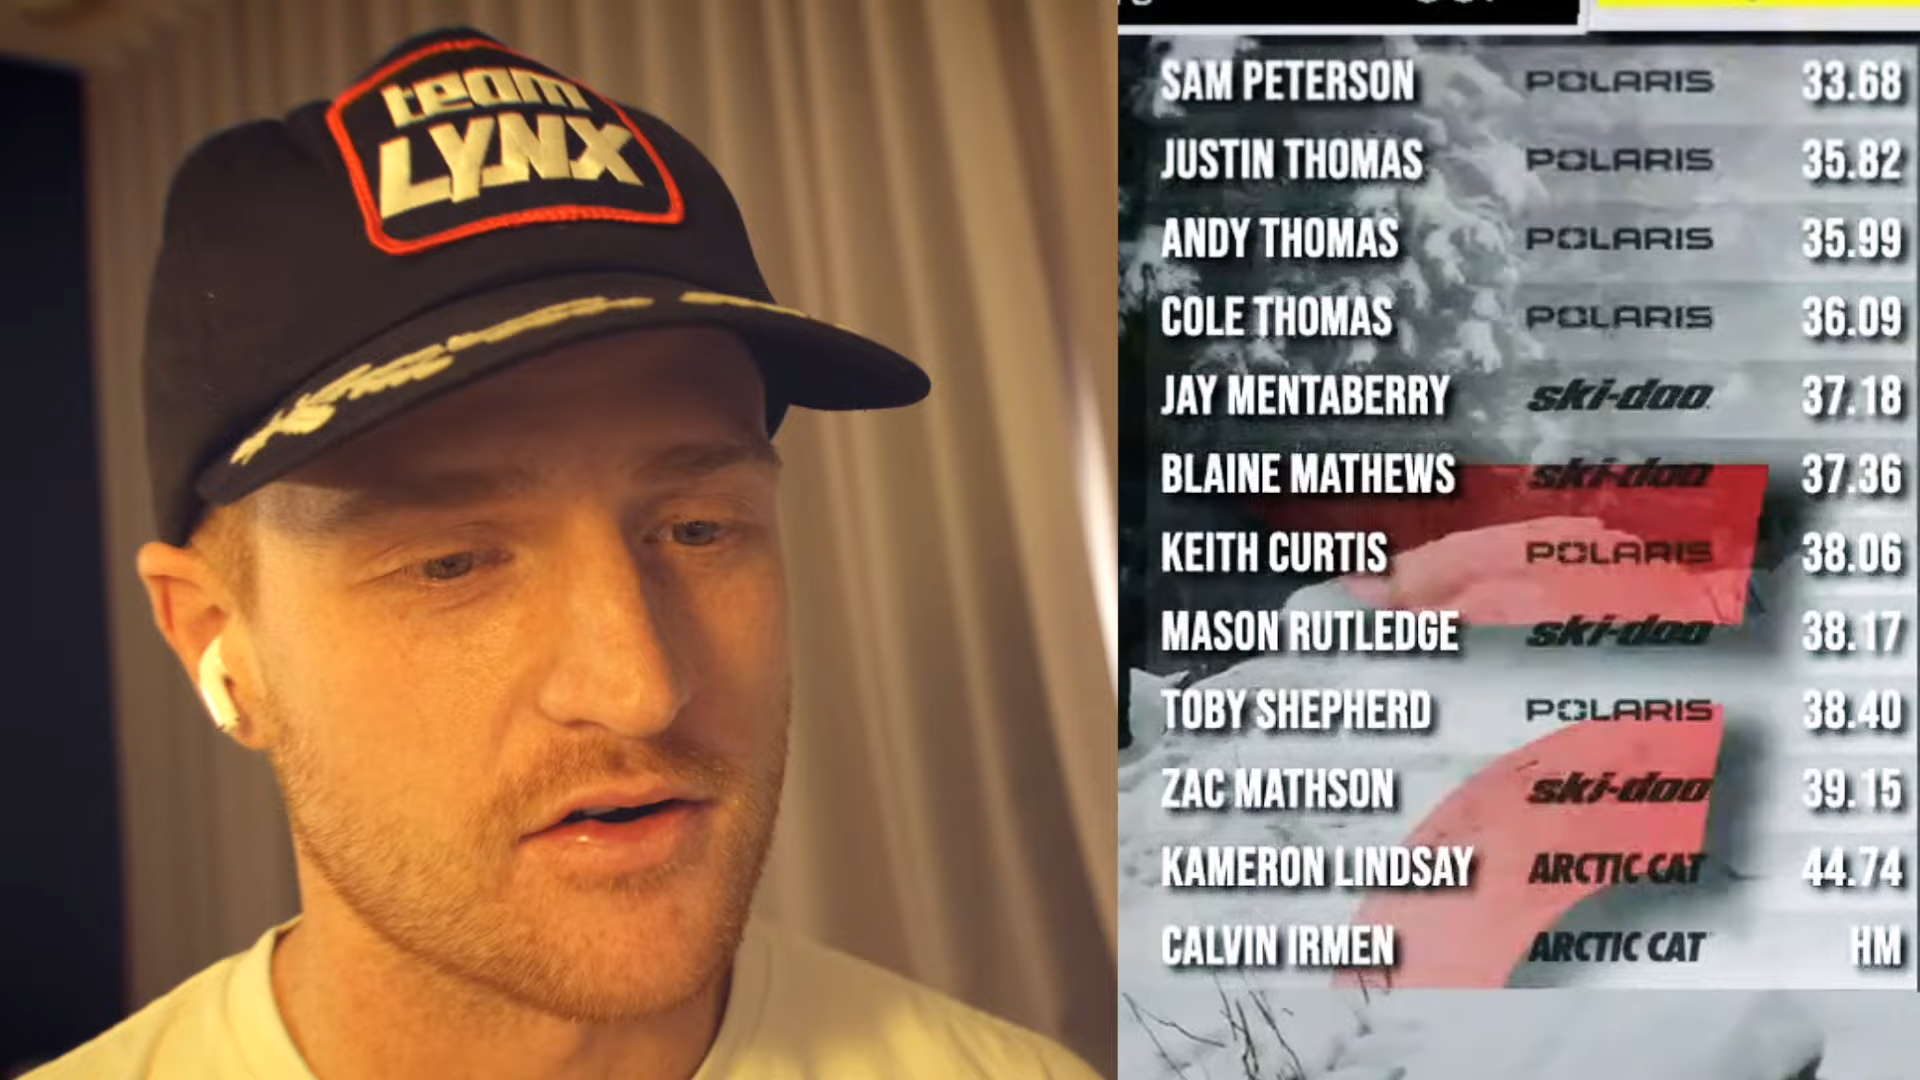 team
LYNX
SAM PETERSON POLARIS 33.68
JUSTIN THOMAS POLARIS 35.82
ANDY THOMAS POLARIS 35.99
COLE THOMAS POLARIS 36.09
JAY MENTABERRY ski-doo 37.18
BLAINE MATHEWS ski-doo 37.36
KEITH CURTIS POLARIS 38.06
MASON RUTLEDGE ski-doo 38.17
TOBY SHEPHERD POLARIS 38.40
ZAC MATHSON ski-doo 39.15
KAMERON LINDSAY ARCTIC CAT 44.74
CALVIN IRMEN ARCTIC CAT HM